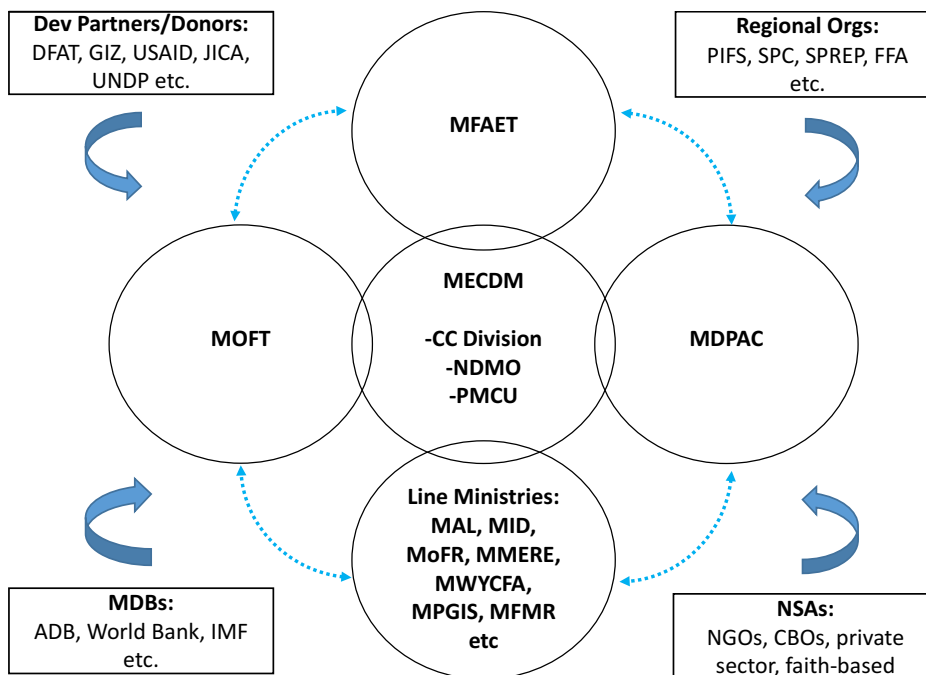 Dev Partners/Donors:
DFAT, GIZ, USAID, JICA,
UNDP etc.
Regional Orgs:
PIFS, SPC, SPREP, FFA
etc.
MFAET
MOFT
MECDM
-CC Division
-NDMO
-PMCU
MDPAC
Line Ministries:
MAL, MID,
MoFR, MMERE,
MWYCFA,
MPGIS, MFMR
etc
MDBs:
ADB, World Bank, IMF
etc.
NSAs:
NGOs, CBOs, private
sector, faith-based